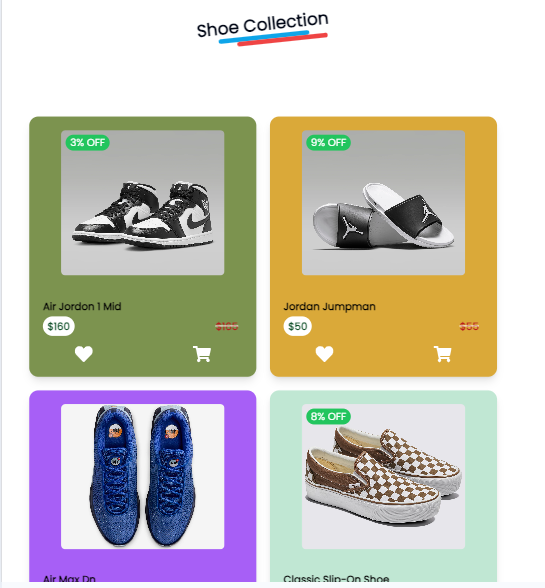 Shoe Collection
3% OFF
9% OFF
Air Jordon 1 Mid
Jordan Jumpman
$160
$165
$50
$55
8% OFF
Air Max Dn
Classic Slip-On Shoe